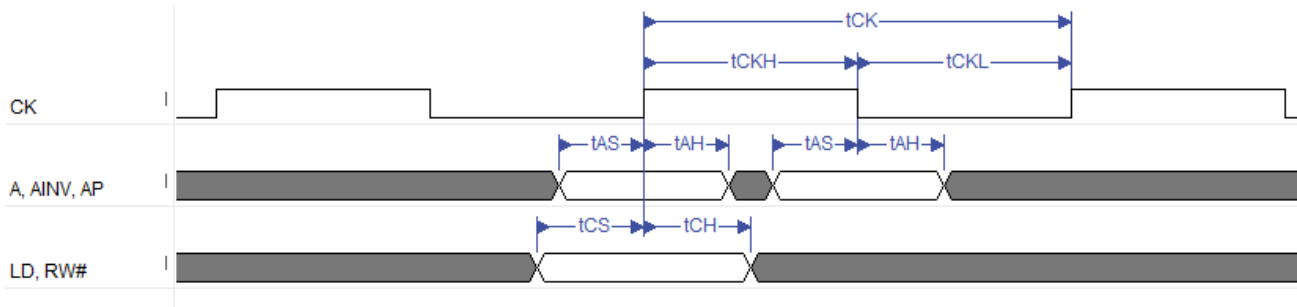 tCK
tCKH tCKL
CK
tAS tAH tAS tAH
A, AINV, AP
tCS tCH
LD, RW#